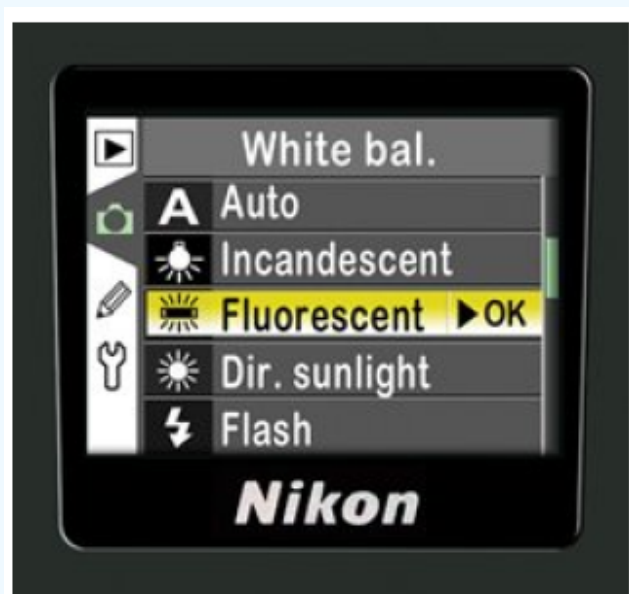 White bal.
A Auto
Incandescent
Fluorescent ▶OK
Dir. sunlight
Flash
Nikon